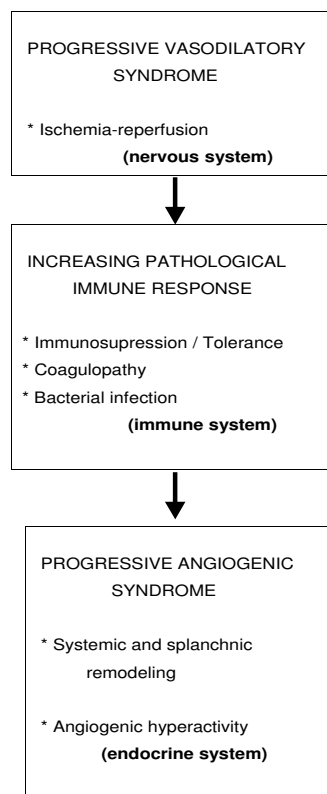 PROGRESSIVE VASODILATORY
SYNDROME
* Ischemia-reperfusion
(nervous system)
INCREASING PATHOLOGICAL
IMMUNE RESPONSE
* Immunosupression / Tolerance
* Coagulopathy
* Bacterial infection
(immune system)
PROGRESSIVE ANGIOGENIC
SYNDROME
* Systemic and splanchnic
remodeling
* Angiogenic hyperactivity
(endocrine system)